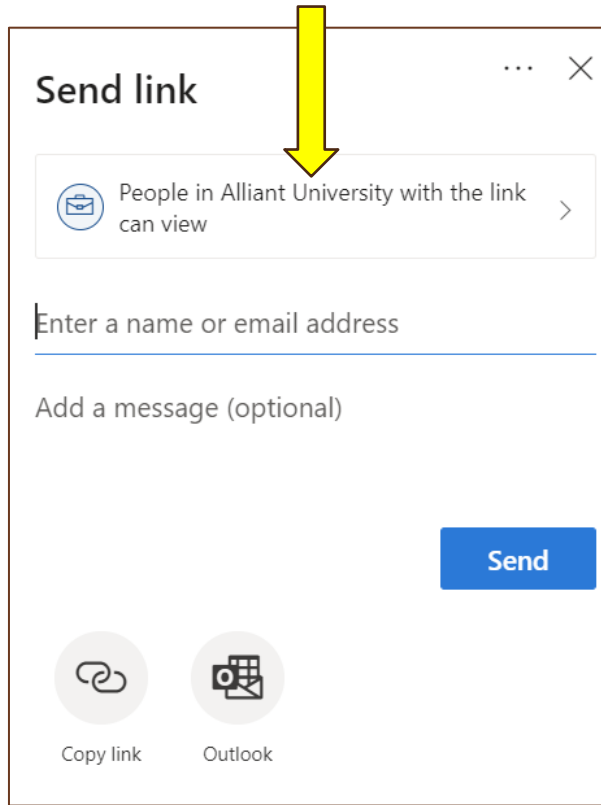 Send link
People in Alliant University with the link
can view
Enter a name or email address
Add a message (optional)
Send
Copy link
Outlook